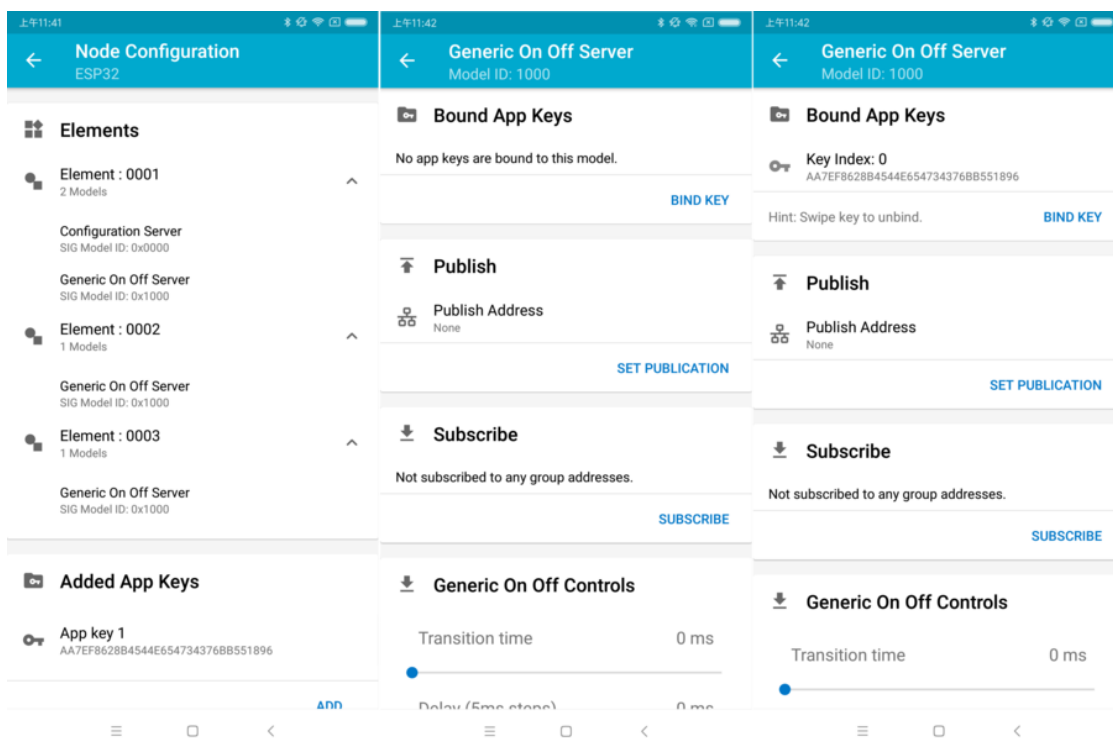 上午11:41
Node Configuration
ESP32
Elements
Element : 0001
2 Models
Configuration Server
SIG Model ID: 0x0000
Generic On Off Server
SIG Model ID: 0x1000
Element : 0002
1 Models
Generic On Off Server
SIG Model ID: 0x1000
Element : 0003
1 Models
Generic On Off Server
SIG Model ID: 0x1000
Added App Keys
App key 1
AA7EF8628B4544E654734376BB551896
ADD
上午11:42
Generic On Off Server
Model ID: 1000
Bound App Keys
No app keys are bound to this model.
BIND KEY
Publish
Publish Address
None
SET PUBLICATION
Subscribe
Not subscribed to any group addresses.
SUBSCRIBE
Generic On Off Controls
Transition time 0 ms
Delay (5ms steps) 0 ms
上午11:42
Generic On Off Server
Model ID: 1000
Bound App Keys
Key Index: 0
AA7EF8628B4544E654734376BB551896
Hint: Swipe key to unbind. BIND KEY
Publish
Publish Address
None
SET PUBLICATION
Subscribe
Not subscribed to any group addresses.
SUBSCRIBE
Generic On Off Controls
Transition time 0 ms